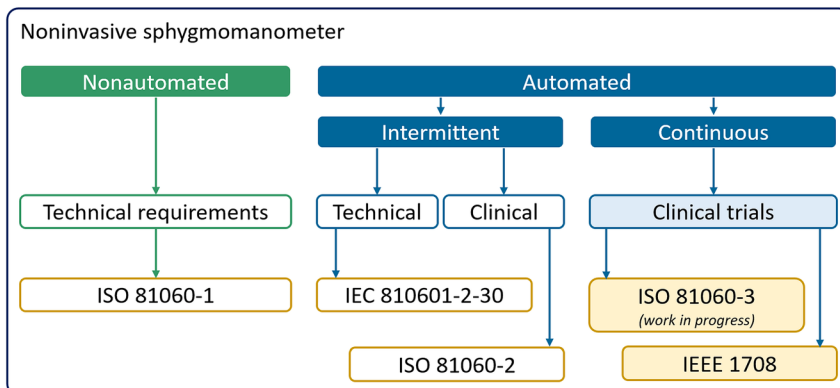 Noninvasive sphygmomanometer
Nonautomated
Automated
Intermittent
Continuous
Technical requirements
Technical
Clinical
Clinical trials
ISO 81060-1
IEC 810601-2-30
ISO 81060-3
(work in progress)
ISO 81060-2
IEEE 1708